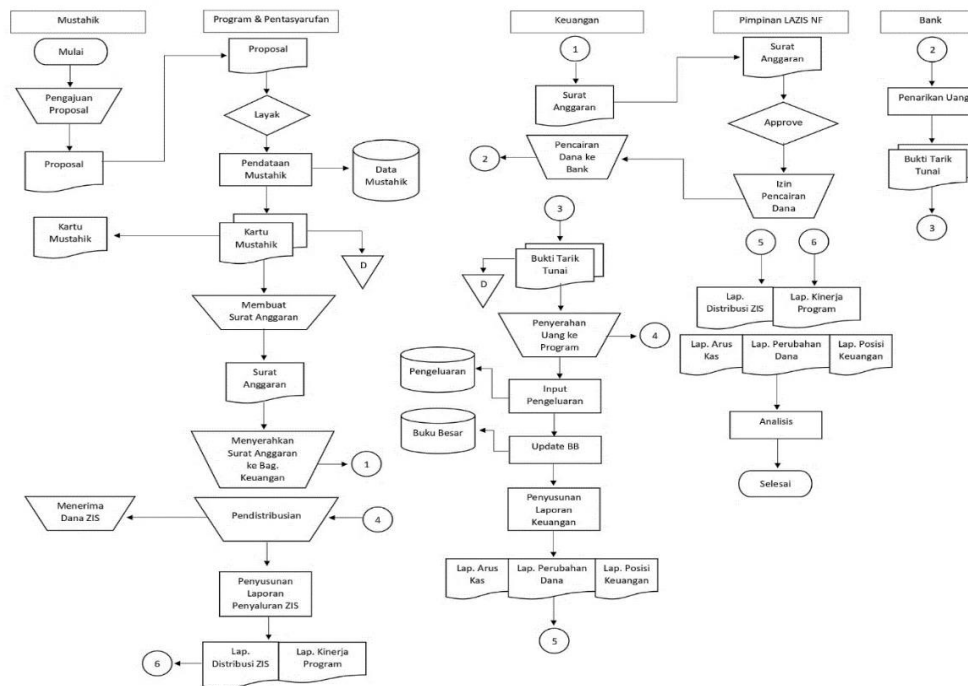 Mustahik
Mulai
Pengajuan
Proposal
Proposal
Kartu
Mustahik
Menerima
Dana ZIS
Program & Pentasyarufan
Proposal
Layak
Pendataan
Mustahik
Data
Mustahik
Kartu
Mustahik
D
Membuat
Surat Anggaran
Surat
Anggaran
Menyerahkan
Surat Anggaran
ke Bag.
Keuangan
1
Pendistribusian
4
Penyusunan
Laporan
Penyaluran ZIS
Lap.
Distribusi ZIS
Lap. Kinerja
Program
6
Keuangan
1
Surat
Anggaran
Pencairan
Dana ke
Bank
2
3
Bukti Tarik
Tunai
D
Penyerahan
Uang ke
Program
4
Pengeluaran
Input
Pengeluaran
Buku Besar
Update BB
Penyusunan
Laporan
Keuangan
Lap. Arus
Kas
Lap. Perubahan
Dana
Lap. Posisi
Keuangan
5
Pimpinan LAZIS NF
Surat
Anggaran
Approve
Izin
Pencairan
Dana
5
6
Lap.
Distribusi ZIS
Lap. Kinerja
Program
Lap. Arus
Kas
Lap. Perubahan
Dana
Lap. Posisi
Keuangan
Analisis
Selesai
Bank
2
Penarikan Uang
Bukti Tarik
Tunai
3